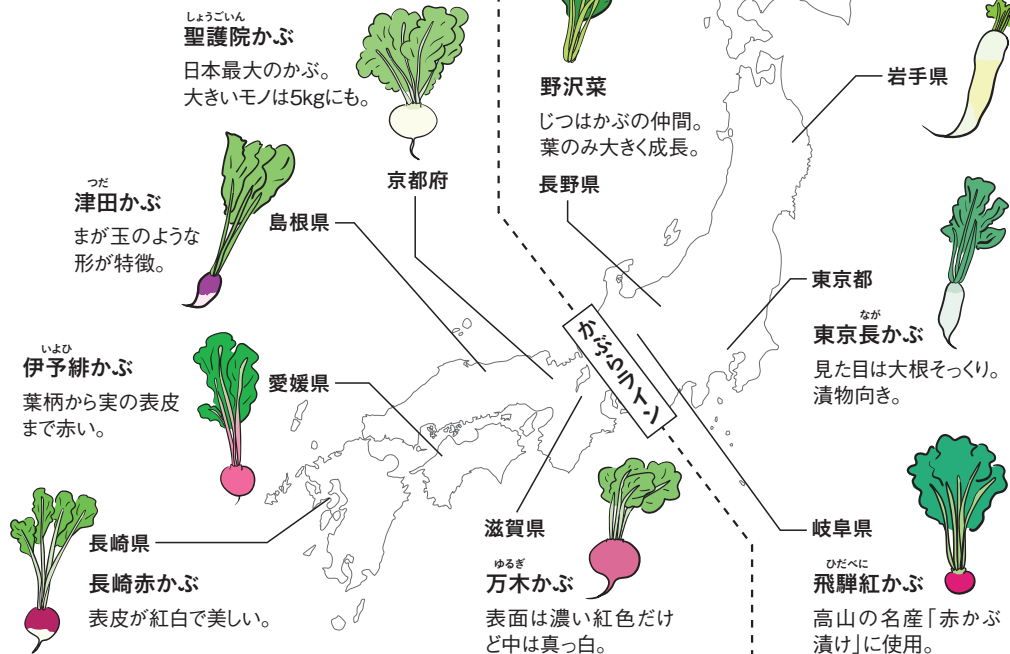 しょうごいん
聖護院かぶ
日本最大のかぶ。
大きいモノは5kgにも。
京都府
つだ
津田かぶ
まが玉のような
形が特徴。
島根県
いよひ
伊予緋かぶ
葉柄から実の表皮
まで赤い。
愛媛県
長崎県
長崎赤かぶ
表皮が紅白で美しい。
野沢菜
じつはかぶの仲間。
葉のみ大きく成長。
長野県
かぶらライン
滋賀県
ゆるぎ
万木かぶ
表面は濃い紅色だけ
ど中は真っ白。
岩手県
東京都
なが
東京長かぶ
見た目は大根そっくり。
漬物向き。
岐阜県
ひだべに
飛騨紅かぶ
高山の名産「赤かぶ
漬け」に使用。